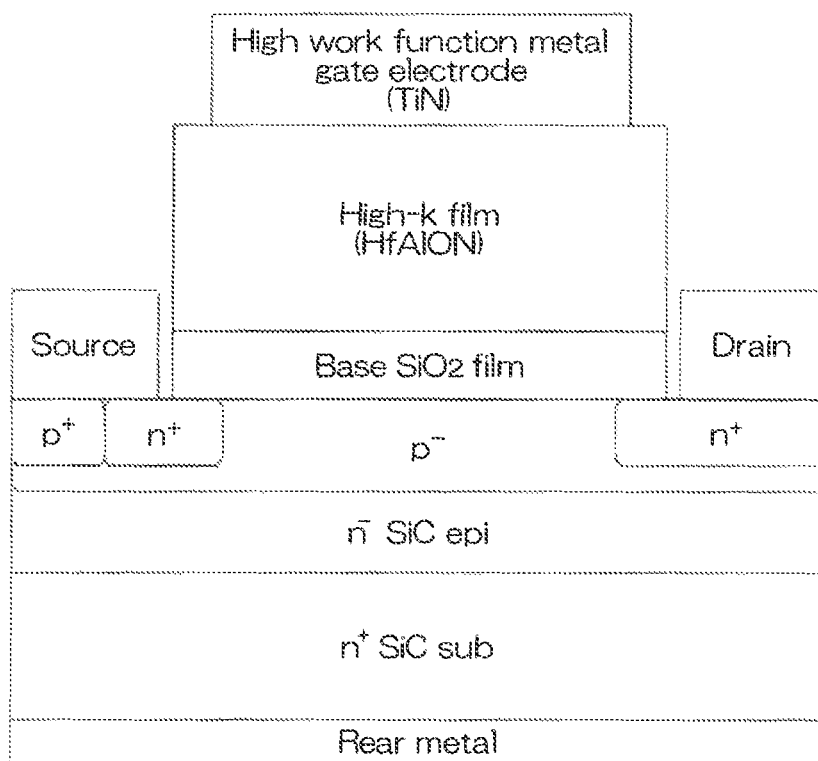 High work function metal
gate electrode
(TiN)
High-k film
(HfAlON)
Source
Base SiO2 film
Drain
p+
n+
p−
n+
n− SiC epi
n+ SiC sub
Rear metal